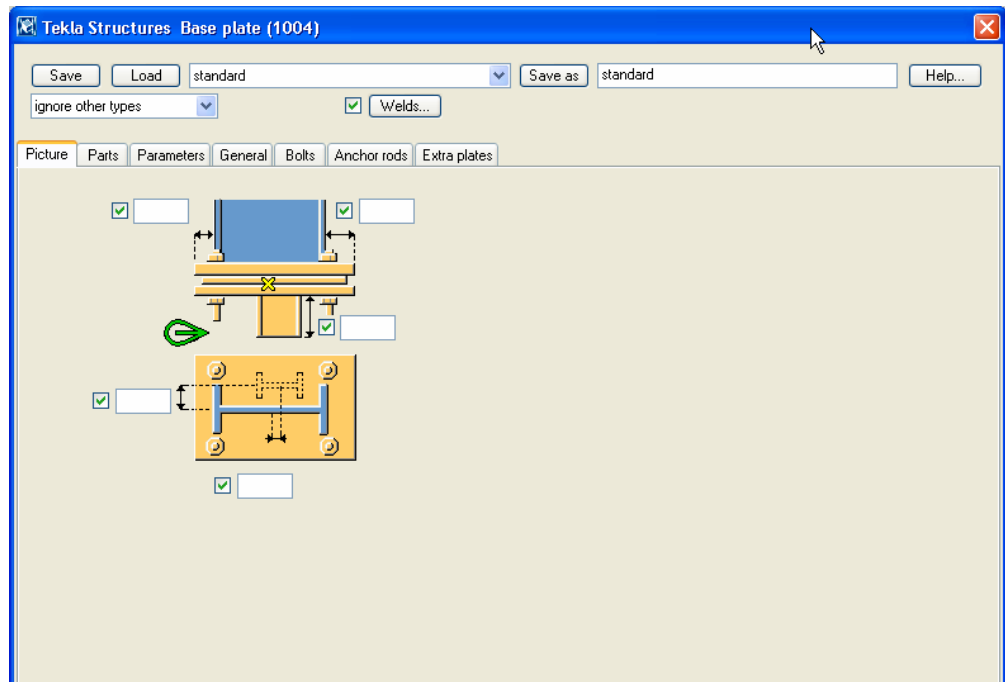 Tekla Structures Base plate (1004)
Save Load standard Save as standard Help...
ignore other types Welds...
Picture Parts Parameters General Bolts Anchor rods Extra plates